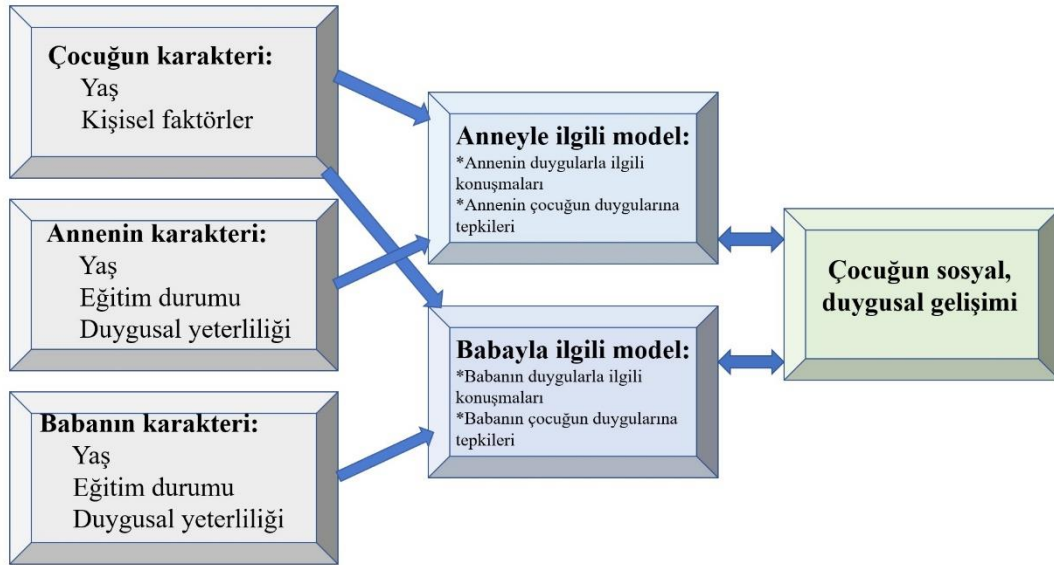 Çocuğun karakteri:
Yaş
Kişisel faktörler
Annenin karakteri:
Yaş
Eğitim durumu
Duygusal yeterliliği
Babanın karakteri:
Yaş
Eğitim durumu
Duygusal yeterliliği
Anneyle ilgili model:
*Annenin duygularla ilgili
konuşmaları
*Annenin çocuğun duygularına
tepkileri
Babayla ilgili model:
*Babanın duygularla ilgili
konuşmaları
*Babanın çocuğun duygularına
tepkileri
Çocuğun sosyal,
duygusal gelişimi